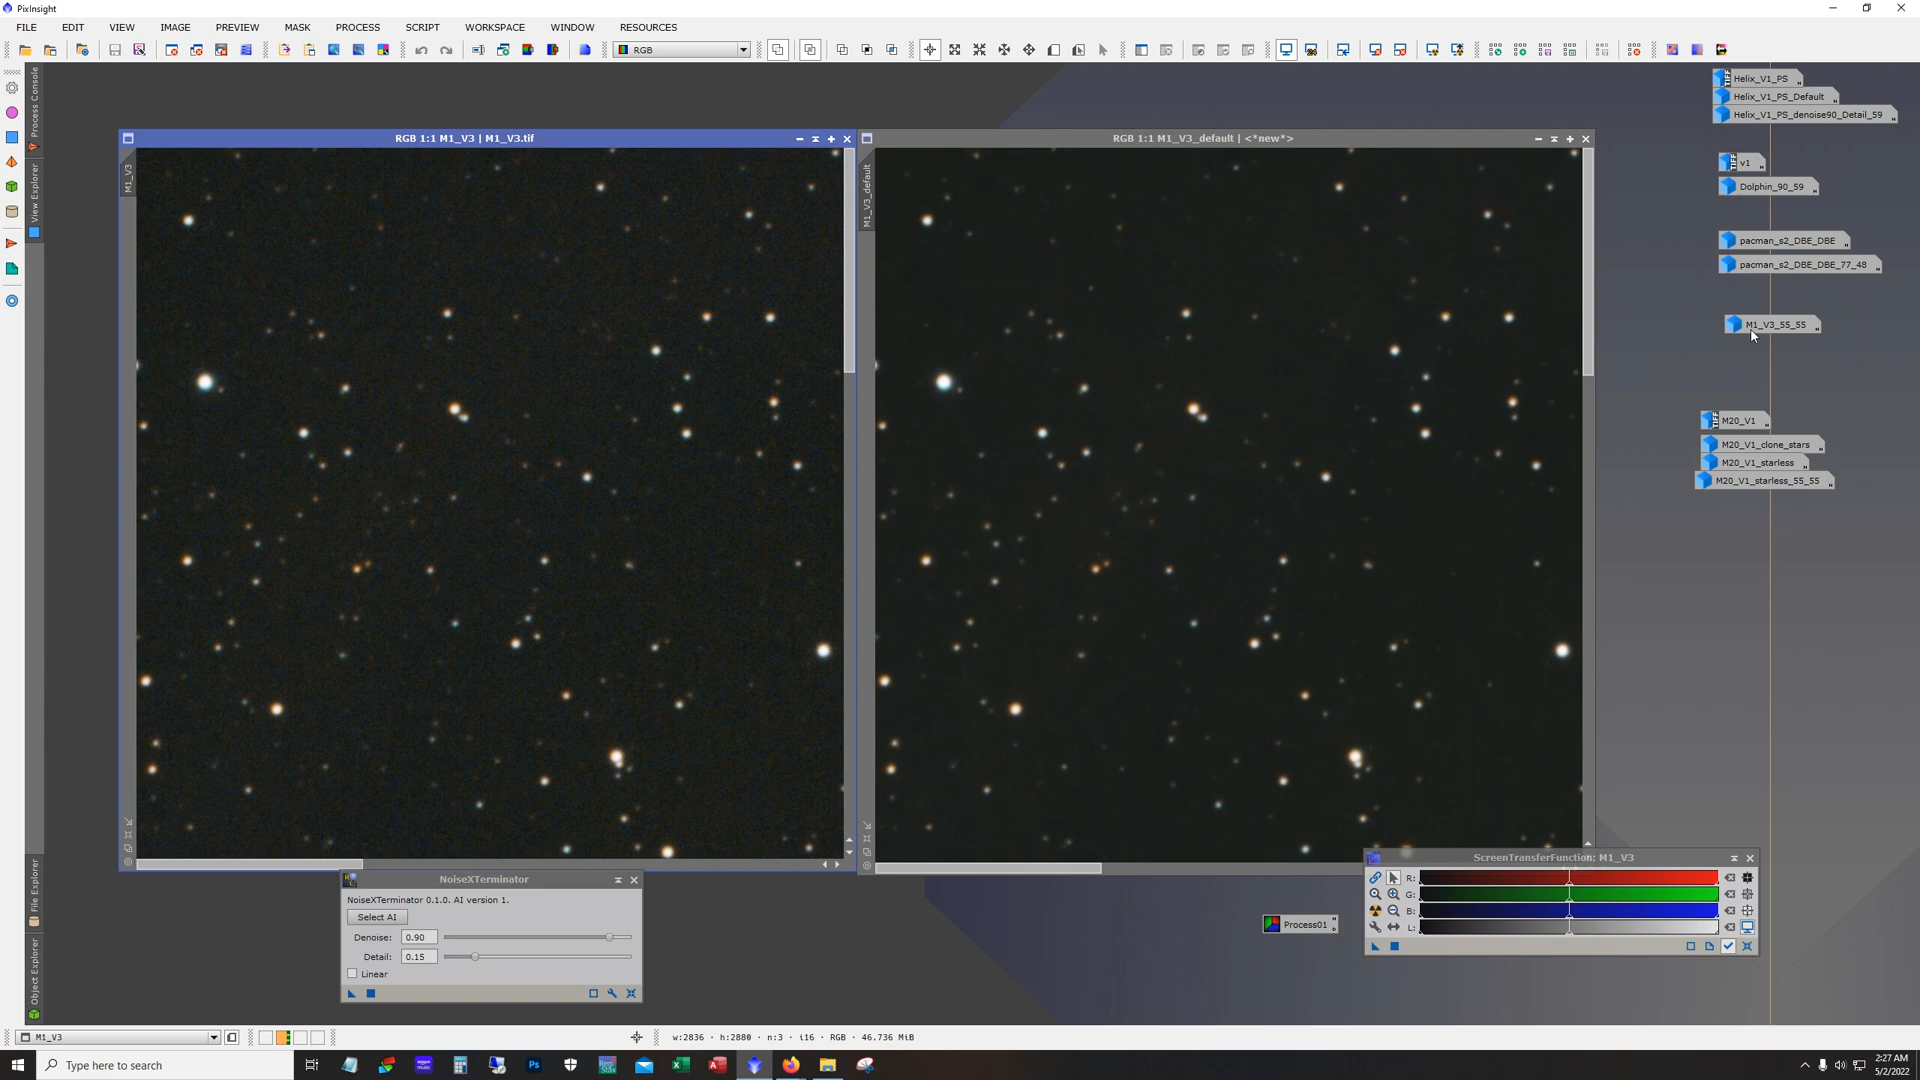 PixInsight
FILE EDIT VIEW IMAGE PREVIEW MASK PROCESS SCRIPT WORKSPACE WINDOW RESOURCES
RGB
Process Console
View Explorer
File Explorer
Object Explorer
RGB 1:1 M1_V3 | M1_V3.tif
M1_V3
RGB 1:1 M1_V3_default | <*new*>
M1_V3_default
Helix_V1_PS
Helix_V1_PS_Default
Helix_V1_PS_denoise90_Detail_59
v1
Dolphin_90_59
pacman_s2_DBE_DBE
pacman_s2_DBE_DBE_77_48
M1_V3_55_55
M20_V1
M20_V1_clone_stars
M20_V1_starless
M20_V1_starless_55_55
NoiseXTerminator
NoiseXTerminator 0.1.0. AI version 1.
Select AI
Denoise: 0.90
Detail: 0.15
Linear
Process01
ScreenTransferFunction: M1_V3
R:
G:
B:
L:
M1_V3
w:2836 · h:2880 · n:3 · i16 · RGB · 46.736 MiB
Type here to search
2:27 AM
5/2/2022